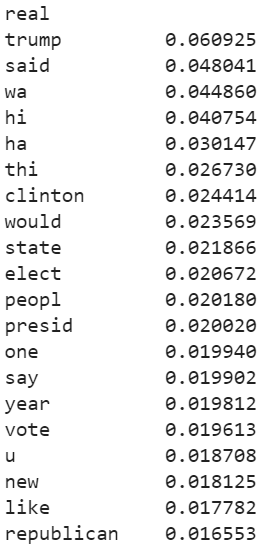 real
trump 0.060925
said 0.048041
wa 0.044860
hi 0.040754
ha 0.030147
thi 0.026730
clinton 0.024414
would 0.023569
state 0.021866
elect 0.020672
peopl 0.020180
presid 0.020020
one 0.019940
say 0.019902
year 0.019812
vote 0.019613
u 0.018708
new 0.018125
like 0.017782
republican 0.016553